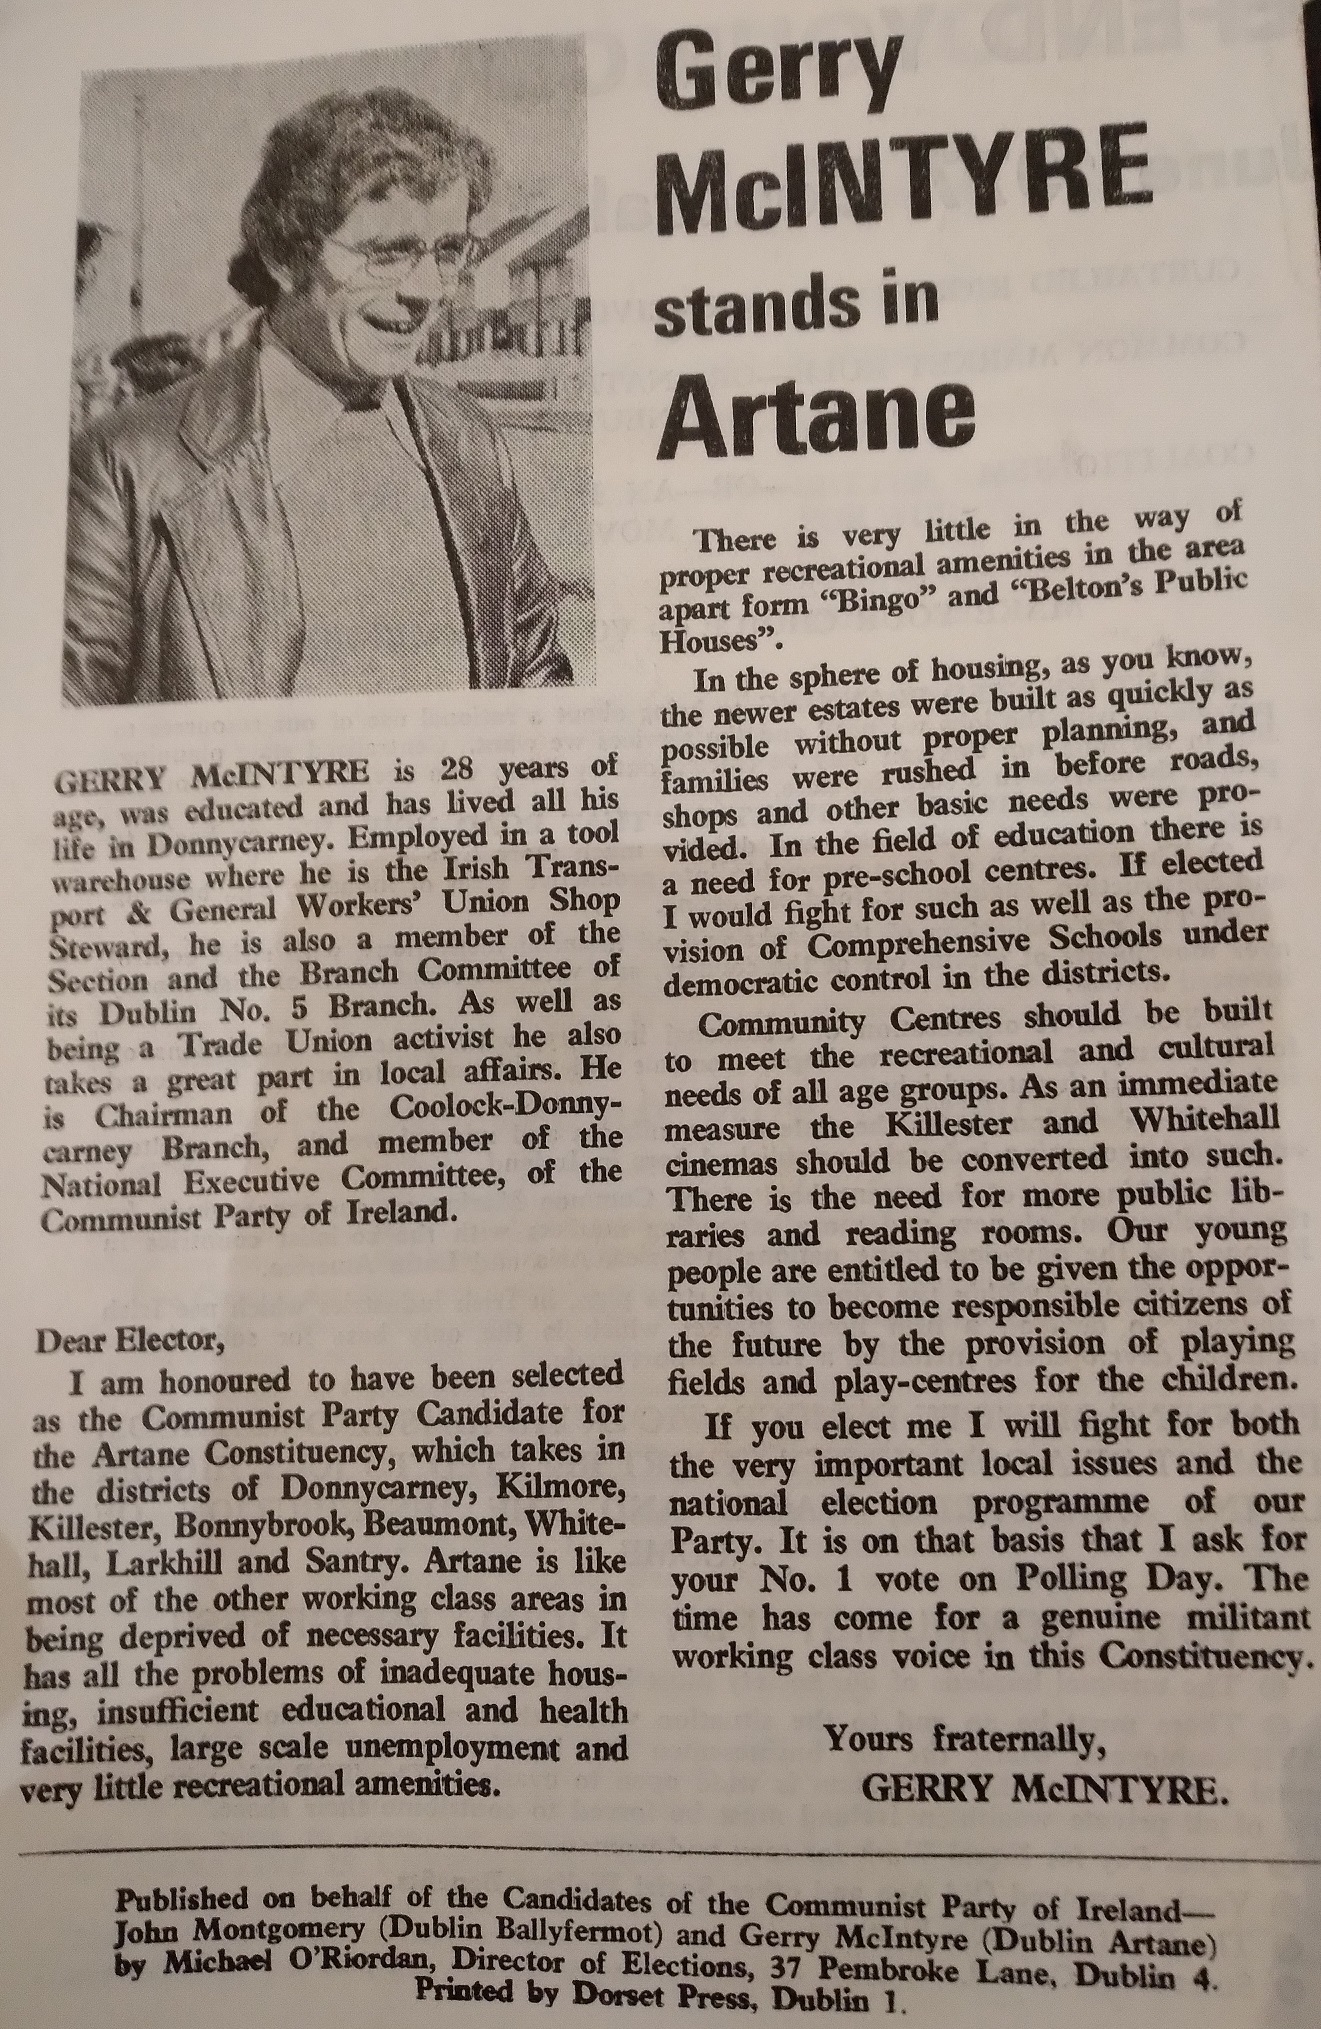 Gerry
McINTYRE
stands in
Artane
GERRY McINTYRE is 28 years of
age, was educated and has lived all his
life in Donnycarney. Employed in a tool
warehouse where he is the Irish Trans-
port & General Workers' Union Shop
Steward, he is also a member of the
Section and the Branch Committee of
its Dublin No. 5 Branch. As well as
being a Trade Union activist he also
takes a great part in local affairs. He
is Chairman of the Coolock-Donny-
carney Branch, and member of the
National Executive Committee, of the
Communist Party of Ireland.
Dear Elector,
I am honoured to have been selected
as the Communist Party Candidate for
the Artane Constituency, which takes in
the districts of Donnycarney, Kilmore,
Killester, Bonnybrook, Beaumont, White-
hall, Larkhill and Santry. Artane is like
most of the other working class areas in
being deprived of necessary facilities. It
has all the problems of inadequate hous-
ing, insufficient educational and health
facilities, large scale unemployment and
very little recreational amenities.
There is very little in the way of
proper recreational amenities in the area
apart form “Bingo” and “Belton's Public
Houses”.
In the sphere of housing, as you know,
the newer estates were built as quickly as
possible without proper planning, and
families were rushed in before roads,
shops and other basic needs were pro-
vided. In the field of education there is
a need for pre-school centres. If elected
I would fight for such as well as the pro-
vision of Comprehensive Schools under
democratic control in the districts.
Community Centres should be built
to meet the recreational and cultural
needs of all age groups. As an immediate
measure the Killester and Whitehall
cinemas should be converted into such.
There is the need for more public lib-
raries and reading rooms. Our young
people are entitled to be given the oppor-
tunities to become responsible citizens of
the future by the provision of playing
fields and play-centres for the children.
If you elect me I will fight for both
the very important local issues and the
national election programme of our
Party. It is on that basis that I ask for
your No. 1 vote on Polling Day. The
time has come for a genuine militant
working class voice in this Constituency.
Yours fraternally,
GERRY McINTYRE.
Published on behalf of the Candidates of the Communist Party of Ireland—
John Montgomery (Dublin Ballyfermot) and Gerry McIntyre (Dublin Artane)
by Michael O'Riordan, Director of Elections, 37 Pembroke Lane, Dublin 4.
Printed by Dorset Press, Dublin 1.